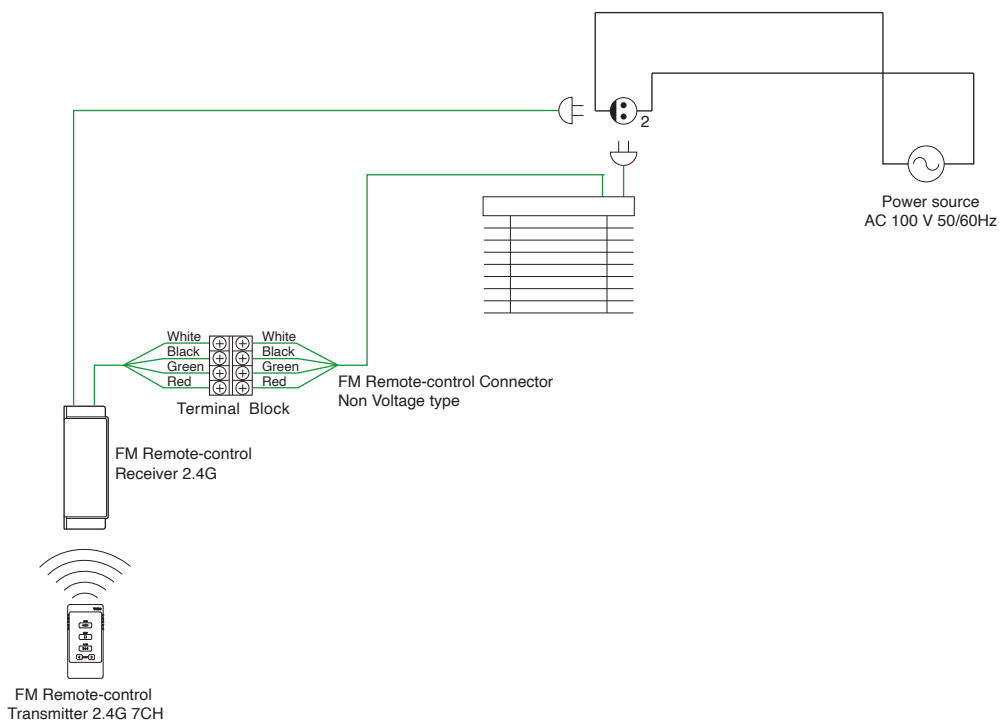 2
Power source
AC 100 V 50/60Hz
White White
Black Black
Green Green
Red Red
Terminal Block
FM Remote-control Connector
Non Voltage type
FM Remote-control
Receiver 2.4G
FM Remote-control
Transmitter 2.4G 7CH